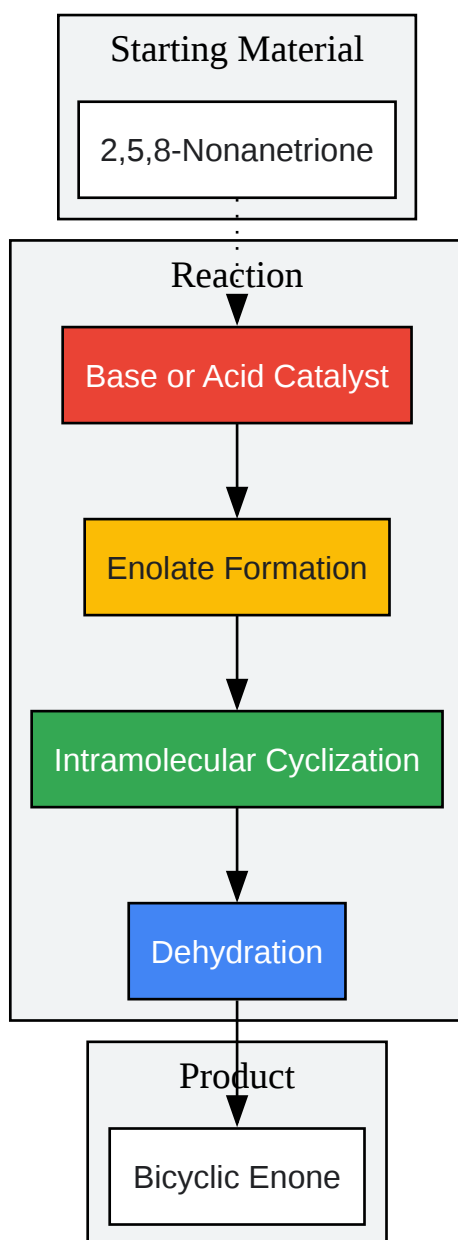 Starting Material
2,5,8-Nonanetrione
Reaction
Base or Acid Catalyst
Enolate Formation
Intramolecular Cyclization
Dehydration
Product
Bicyclic Enone